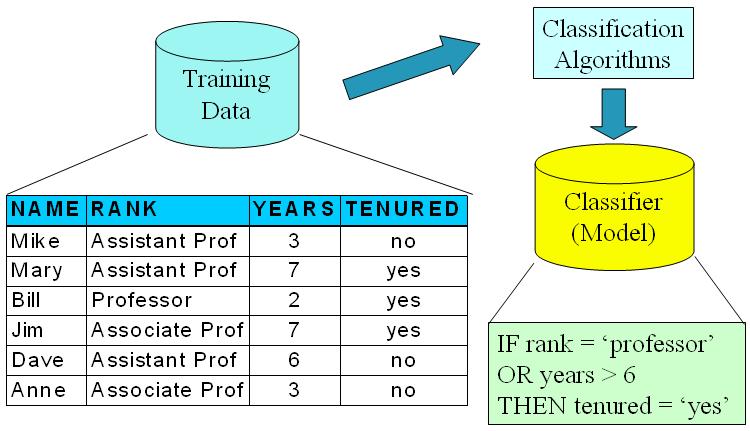 Training
Data
Classification
Algorithms
Classifier
(Model)
NAME RANK YEARS TENURED
Mike Assistant Prof 3 no
Mary Assistant Prof 7 yes
Bill Professor 2 yes
Jim Associate Prof 7 yes
Dave Assistant Prof 6 no
Anne Associate Prof 3 no
IF rank = ‘professor’
OR years > 6
THEN tenured = ‘yes’